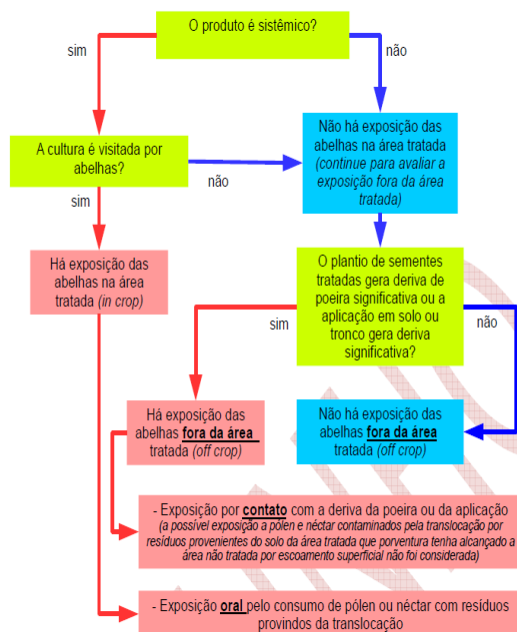 O produto é sistêmico?
sim
não
A cultura é visitada por
abelhas?
não
Não há exposição das
abelhas na área tratada
(continue para avaliar a
exposição fora da área
tratada)
sim
Há exposição das
abelhas na área
tratada (in crop)
O plantio de sementes
tratadas gera deriva de
poeira significativa ou a
aplicação em solo ou
tronco gera deriva
significativa?
sim
não
Há exposição das
abelhas fora da área
tratada (off crop)
Não há exposição das
abelhas fora da área
tratada (off crop)
- Exposição por contato com a deriva da poeira ou da aplicação
(a possível exposição a pólen e néctar contaminados pela translocação por
resíduos provenientes do solo da área tratada que porventura tenha alcançado a
área não tratada por escoamento superficial não foi considerada)
- Exposição oral pelo consumo de pólen ou néctar com resíduos
provindos da translocação